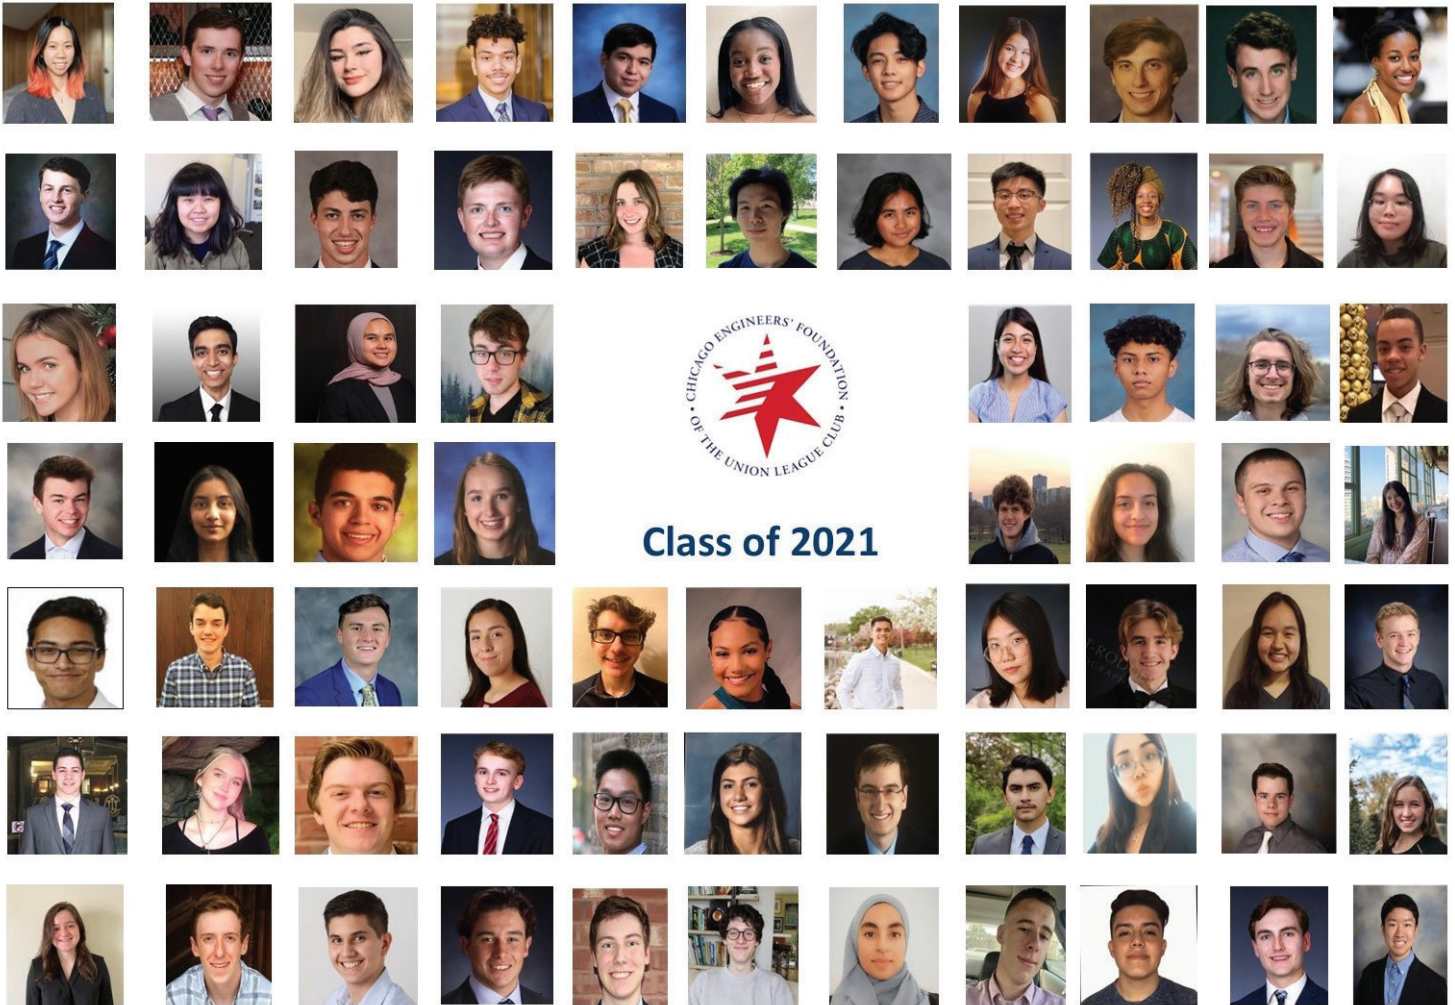 • CHICAGO ENGINEERS' FOUNDATION •
OF THE UNION LEAGUE CLUB
Class of 2021